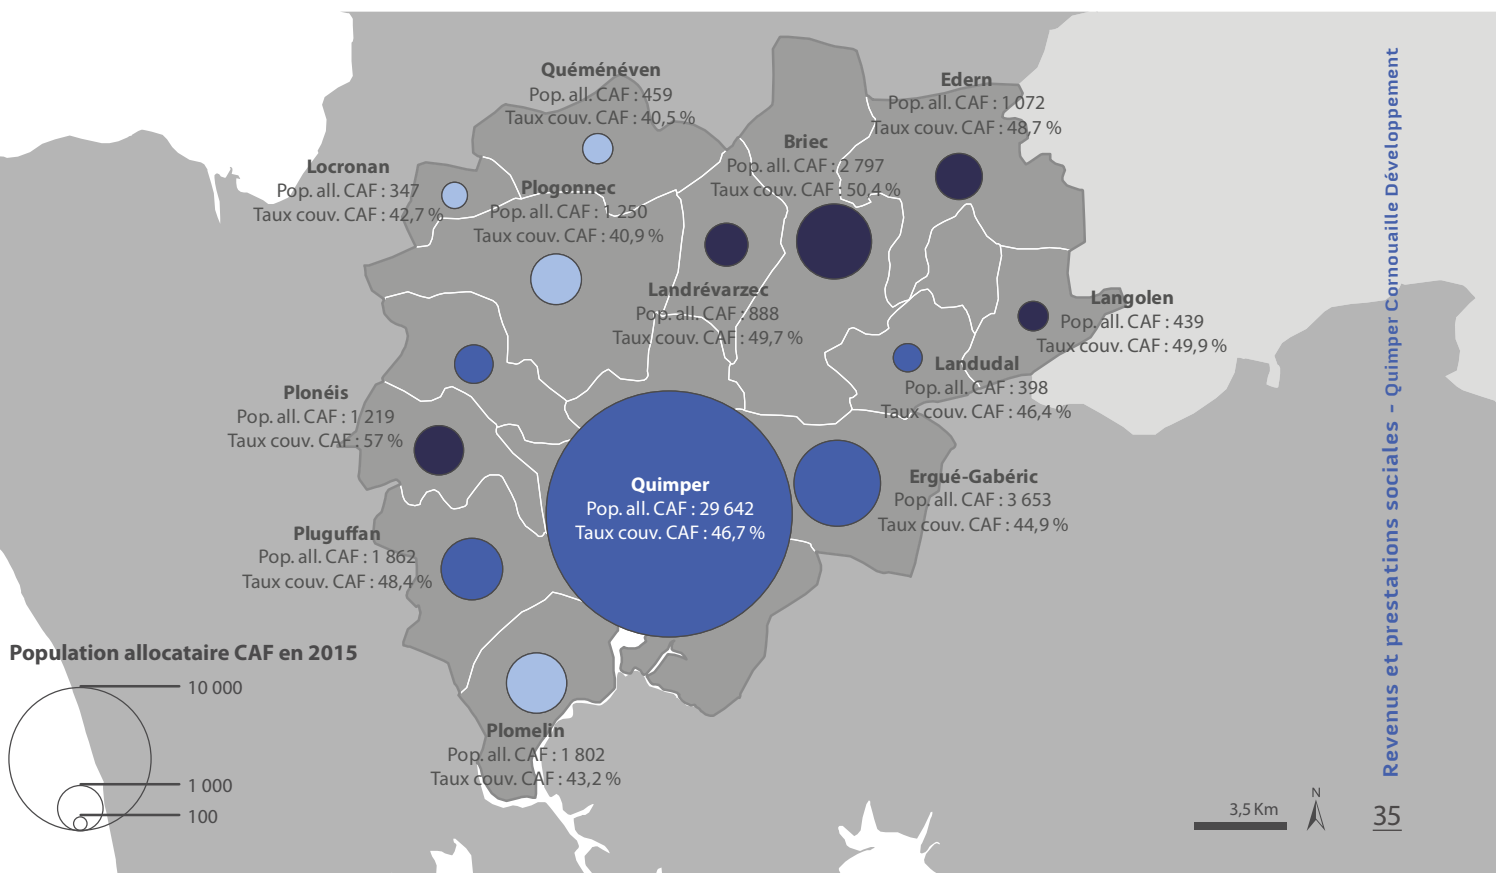 Quéménéven
Pop. all. CAF : 459
Taux couv. CAF : 40,5 %
Edern
Pop. all. CAF : 1 072
Taux couv. CAF : 48,7 %
Briec
Pop. all. CAF : 2 797
Taux couv. CAF : 50,4 %
Locronan
Pop. all. CAF : 347
Taux couv. CAF : 42,7 %
Plogonnec
Pop. all. CAF : 1 250
Taux couv. CAF : 40,9 %
Landrévarzec
Pop. all. CAF : 888
Taux couv. CAF : 49,7 %
Langolen
Pop. all. CAF : 439
Taux couv. CAF : 49,9 %
Landudal
Pop. all. CAF : 398
Taux couv. CAF : 46,4 %
Plonéis
Pop. all. CAF : 1 219
Taux couv. CAF : 57 %
Quimper
Pop. all. CAF : 29 642
Taux couv. CAF : 46,7 %
Ergué-Gabéric
Pop. all. CAF : 3 653
Taux couv. CAF : 44,9 %
Pluguffan
Pop. all. CAF : 1 862
Taux couv. CAF : 48,4 %
Plomelin
Pop. all. CAF : 1 802
Taux couv. CAF : 43,2 %
Population allocataire CAF en 2015
10 000
1 000
100
3,5 Km
N
Revenus et prestations sociales - Quimper Cornouaille Développement
35